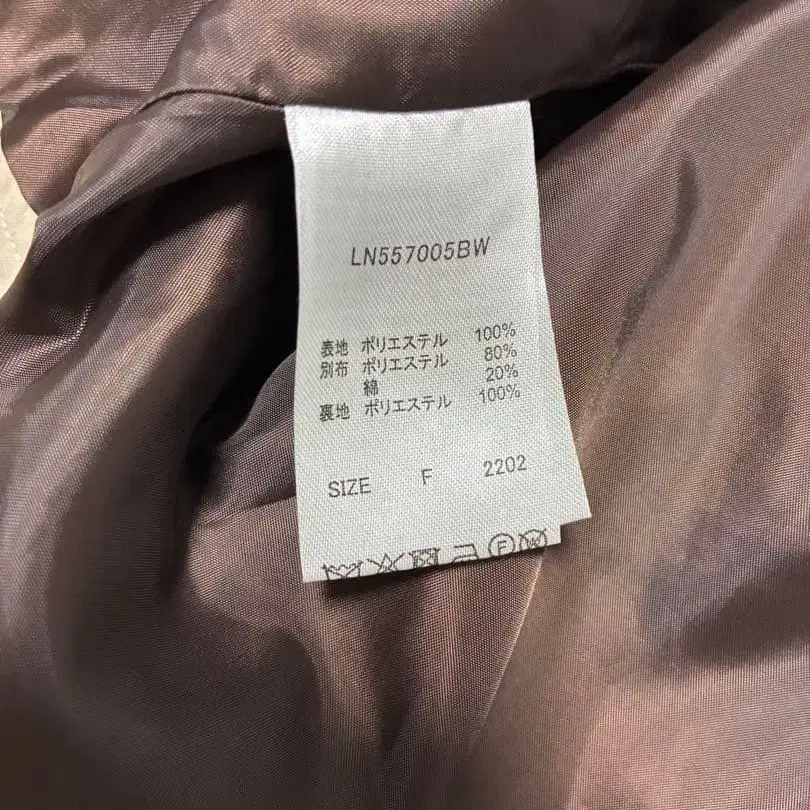 LN557005BW
表地 ポリエステル 100%
別布 ポリエステル 80%
綿 20%
裏地 ポリエステル 100%
SIZE F 2202
F W